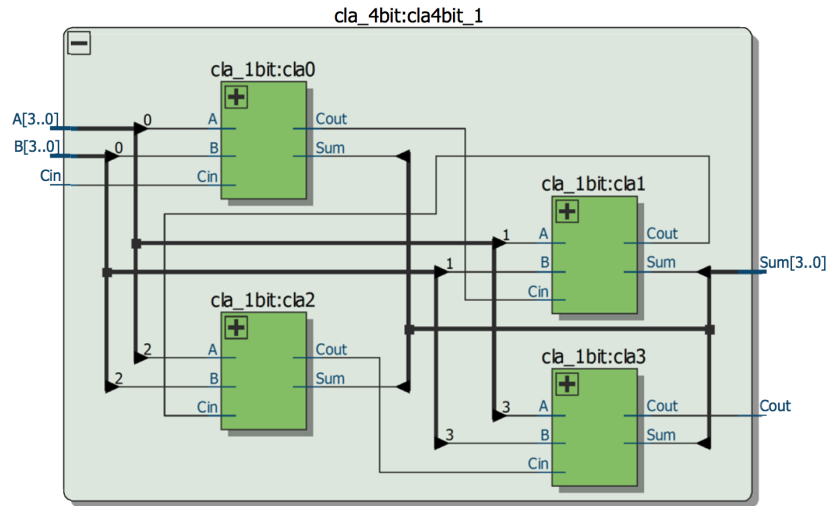 cla_4bit:cla4bit_1
cla_1bit:cla0
A[3..0]
0
A
Cout
B[3..0]
0
B
Sum
Cin
Cin
cla_1bit:cla1
1
A
Cout
1
B
Sum
Sum[3..0]
Cin
cla_1bit:cla2
2
A
Cout
2
B
Sum
Cin
cla_1bit:cla3
3
A
Cout
Cout
3
B
Sum
Cin